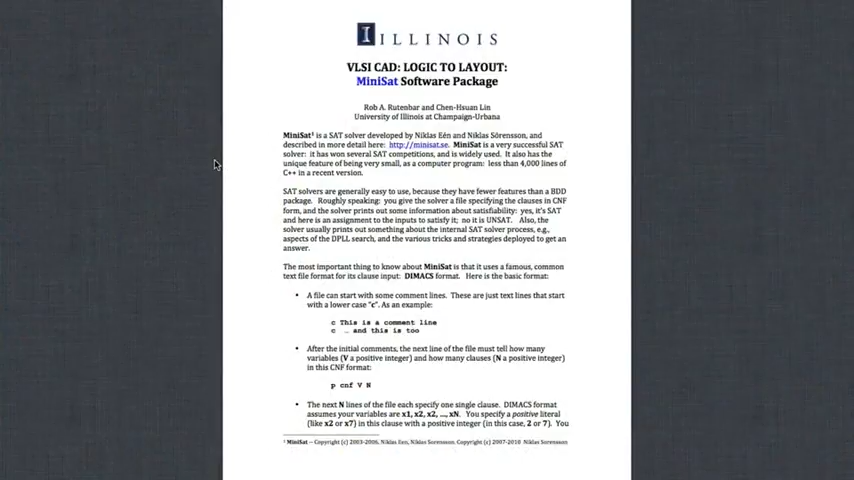 I ILLINOIS
VLSI CAD: LOGIC TO LAYOUT:
MiniSat Software Package
Rob A. Rutenbar and Chen-Hsuan Lin
University of Illinois at Champaign-Urbana
MiniSat¹ is a SAT solver developed by Niklas Eén and Niklas Sörensson, and
described in more detail here: http://minisat.se. MiniSat is a very successful SAT
solver: it has won several SAT competitions, and is widely used. It also has the
unique feature of being very small, as a computer program: less than 4,000 lines of
C++ in a recent version.
SAT solvers are generally easy to use, because they have fewer features than a BDD
package. Roughly speaking: you give the solver a file specifying the clauses in CNF
form, and the solver prints out some information about satisfiability: yes, it's SAT
and here is an assignment to the inputs to satisfy it; no it is UNSAT. Also, the
solver usually prints out something about the internal SAT solver process, e.g.,
aspects of the DPLL search, and the various tricks and strategies deployed to get an
answer.
The most important thing to know about MiniSat is that it uses a famous, common
text file format for its clause input: DIMACS format. Here is the basic format:
• A file can start with some comment lines. These are just text lines that start
with a lower case "c". As an example:
c This is a comment line
c … and this is too
• After the initial comments, the next line of the file must tell how many
variables (V a positive integer) and how many clauses (N a positive integer)
in this CNF format:
p cnf V N
• The next N lines of the file each specify one single clause. DIMACS format
assumes your variables are x1, x2, x2, ..., xN. You specify a positive literal
(like x2 or x7) in this clause with a positive integer (in this case, 2 or 7). You
¹ MiniSat -- Copyright (c) 2003-2006, Niklas Een, Niklas Sorensson, Copyright (c) 2007-2010 Niklas Sorensson